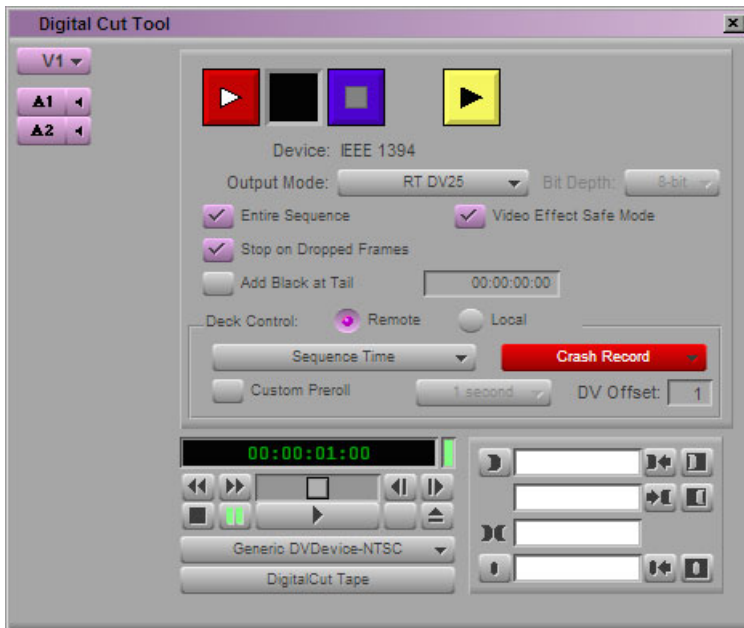 Digital Cut Tool
V1
A1
A2
Device: IEEE 1394
Output Mode: RT DV25 Bit Depth: 8-bit
Entire Sequence Video Effect Safe Mode
Stop on Dropped Frames
Add Black at Tail 00:00:00:00
Deck Control: Remote Local
Sequence Time Crash Record
Custom Preroll 1 second DV Offset: 1
00:00:01:00
Generic DVDevice-NTSC
DigitalCut Tape